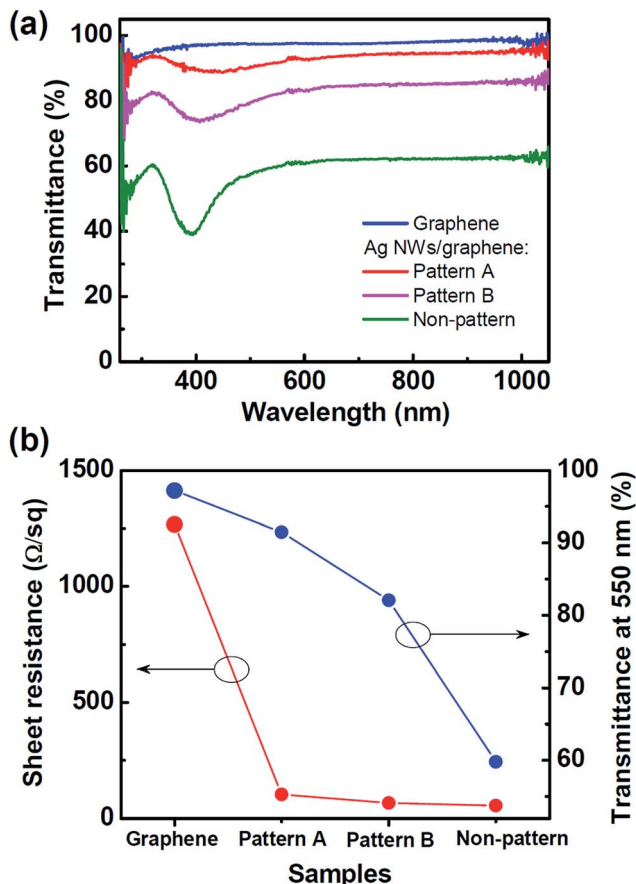 (a)
100
80
60
40
20
0
Transmittance (%)
Graphene
Ag NWs/graphene:
Pattern A
Pattern B
Non-pattern
400
600
800
1000
Wavelength (nm)
(b)
1500
1000
500
0
Sheet resistance (Ω/sq)
100
90
80
70
60
Transmittance at 550 nm (%)
Graphene
Pattern A
Pattern B
Non-pattern
Samples